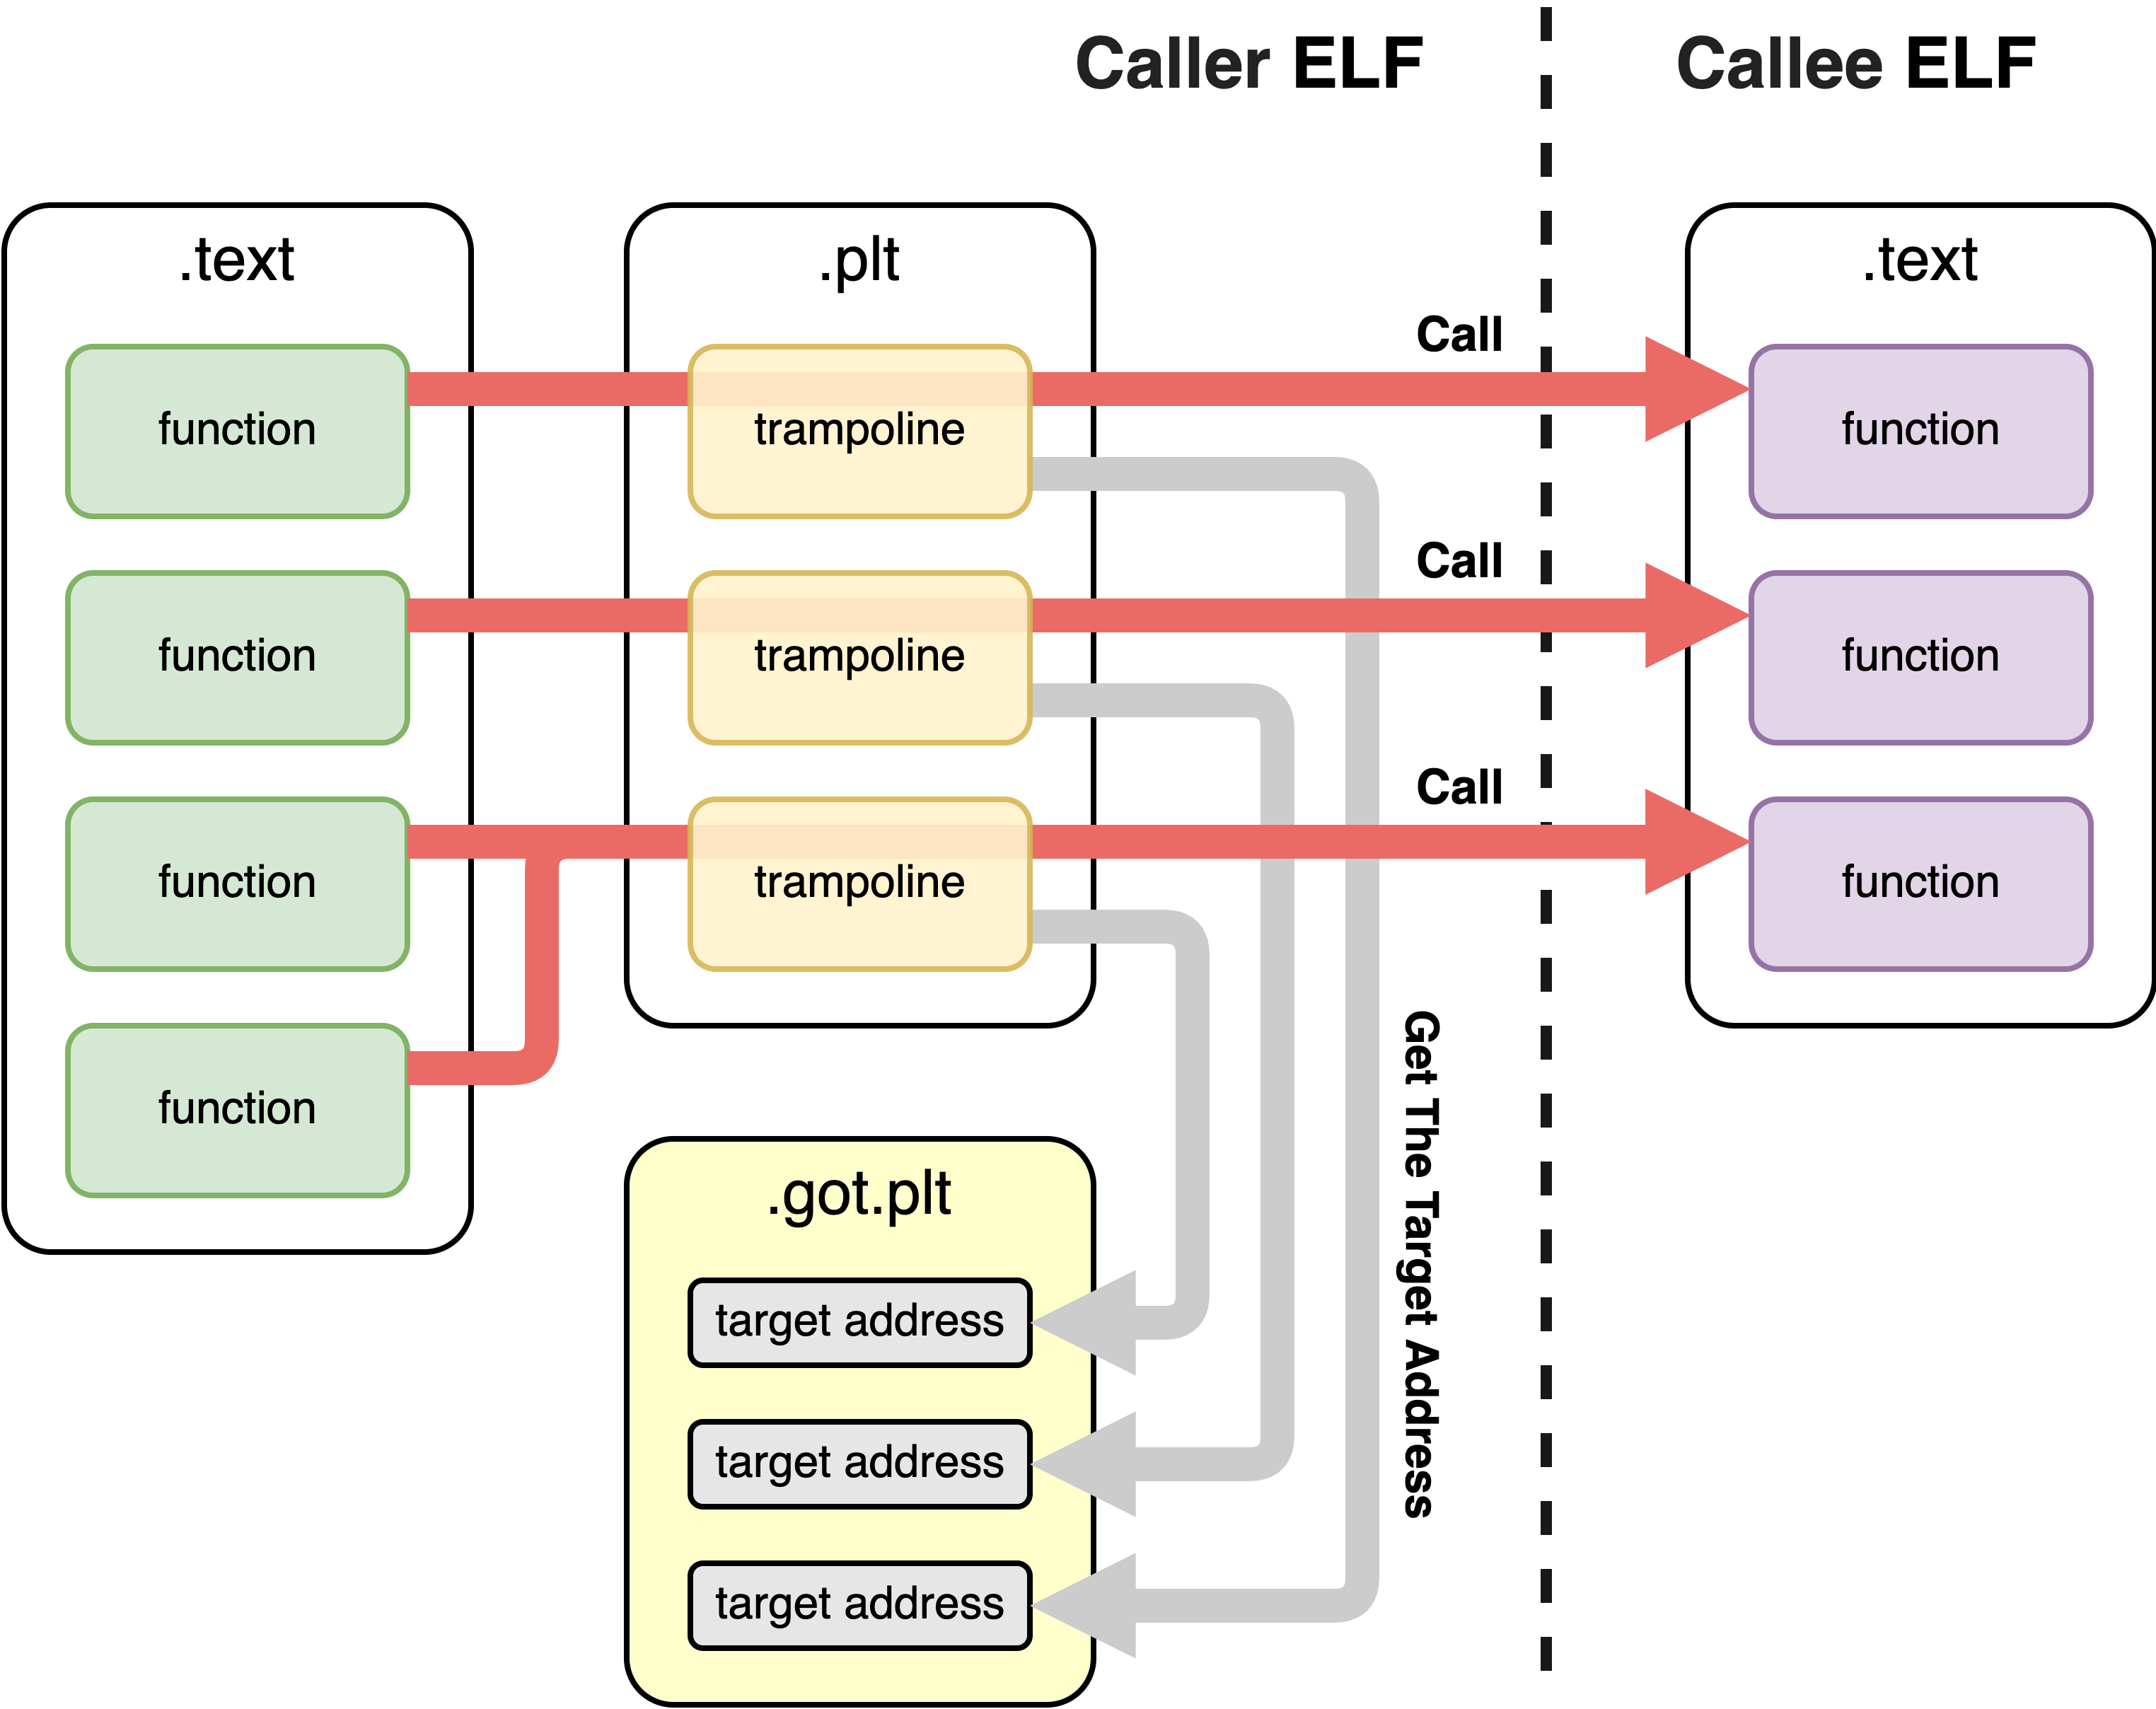 Caller ELF
Callee ELF
.text
function
function
function
function
.plt
trampoline
trampoline
trampoline
.got.plt
target address
target address
target address
Call
Call
Call
Get The Target Address
.text
function
function
function